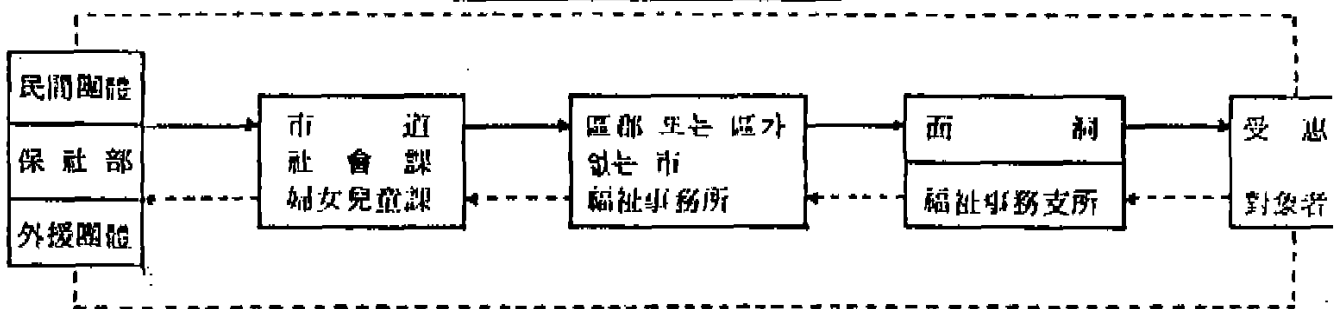 民間團體
保社部
外援團體
市 道
社會課
婦女兒童課
區郡 또는 區가
없는 市
福祉事務所
面 洞
福祉事務支所
受惠
對象者